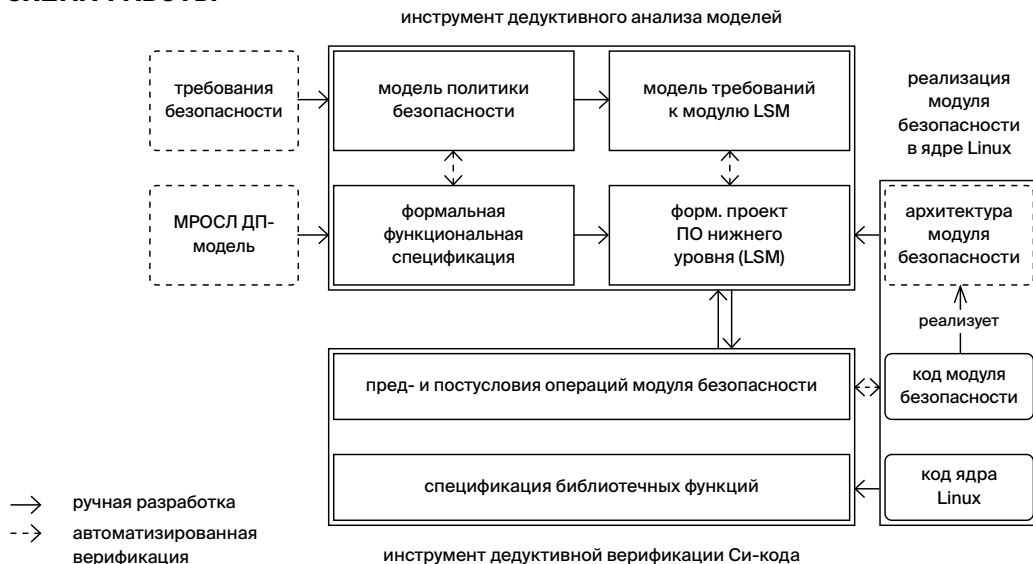 СХЕМА РАБОТЫ
инструмент дедуктивного анализа моделей
требования
безопасности
модель политики
безопасности
модель требований
к модулю LSM
реализация
модуля
безопасности
в ядре Linux
МРОСЛ ДП-
модель
формальная
функциональная
спецификация
форм. проект
ПО нижнего
уровня (LSM)
архитектура
модуля
безопасности
реализует
пред- и постусловия операций модуля безопасности
код модуля
безопасности
спецификация библиотечных функций
код ядра
Linux
ручная разработка
автоматизированная
верификация
инструмент дедуктивной верификации Си-кода